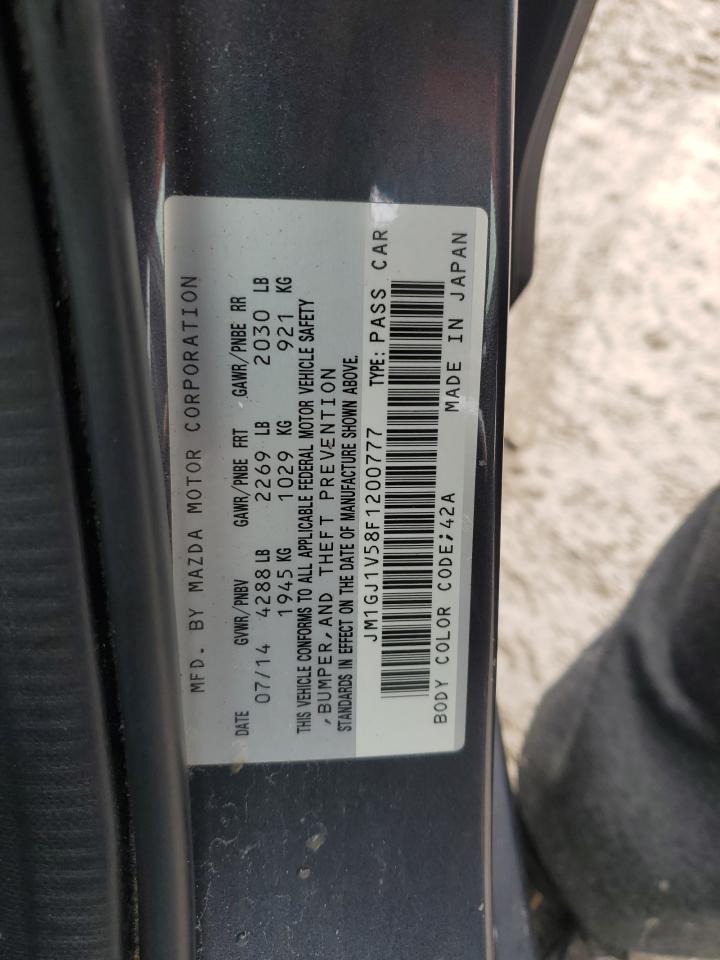 MFD. BY MAZDA MOTOR CORPORATION
DATE GVWR/PNBV GAWR/PNBE FRT GAWR/PNBE RR
07/14 4288 LB 2269 LB 2030 LB
1945 KG 1029 KG 921 KG
THIS VEHICLE CONFORMS TO ALL APPLICABLE FEDERAL MOTOR VEHICLE SAFETY
,BUMPER,AND THEFT PREVENTION
STANDARDS IN EFFECT ON THE DATE OF MANUFACTURE SHOWN ABOVE.
JM1GJ1V58F1200777 TYPE: PASS CAR
BODY COLOR CODE;42A MADE IN JAPAN